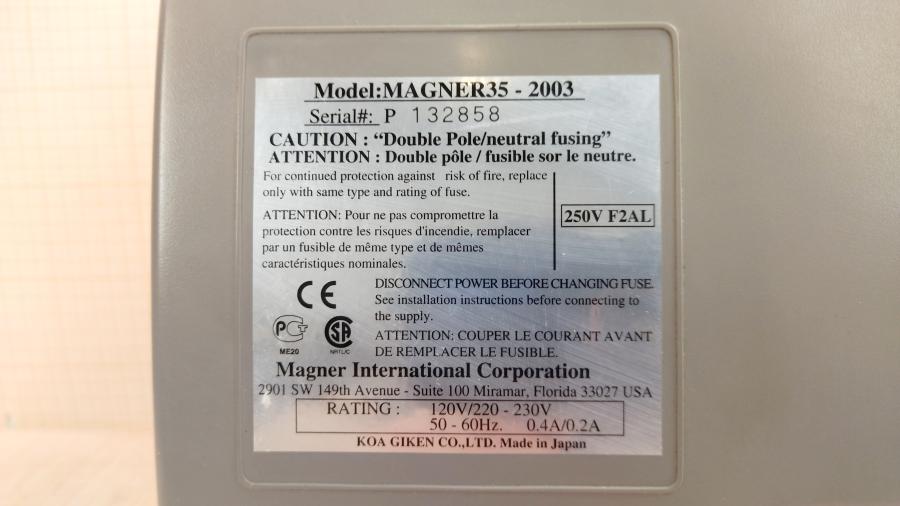 Model:MAGNER35 - 2003
Serial#: P 132858
CAUTION : “Double Pole/neutral fusing”
ATTENTION : Double pôle / fusible sor le neutre.
For continued protection against risk of fire, replace
only with same type and rating of fuse.
ATTENTION: Pour ne pas compromettre la
protection contre les risques d'incendie, remplacer
par un fusible de même type et de mêmes
caractéristiques nominales.
250V F2AL
CE
DISCONNECT POWER BEFORE CHANGING FUSE.
See installation instructions before connecting to
the supply.
ATTENTION: COUPER LE COURANT AVANT
DE REMPLACER LE FUSIBLE.
РСТ
ME20
SA
NRTL/C
Magner International Corporation
2901 SW 149th Avenue - Suite 100 Miramar, Florida 33027 USA
RATING : 120V/220 - 230V
50 - 60Hz. 0.4A/0.2A
KOA GIKEN CO.,LTD. Made in Japan